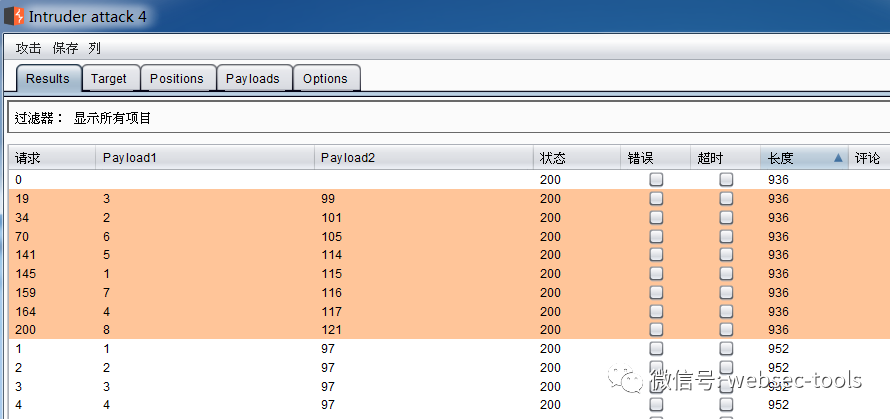 Intruder attack 4
攻击 保存 列
Results Target Positions Payloads Options
过滤器： 显示所有项目
请求 Payload1 Payload2 状态 错误 超时 长度 评论
0 200 936
19 3 99 200 936
34 2 101 200 936
70 6 105 200 936
141 5 114 200 936
145 1 115 200 936
159 7 116 200 936
164 4 117 200 936
200 8 121 200 936
1 1 97 200 952
2 2 97 200 952
3 3 97 200 952
4 4 97 200 952
微信号: websec-tools